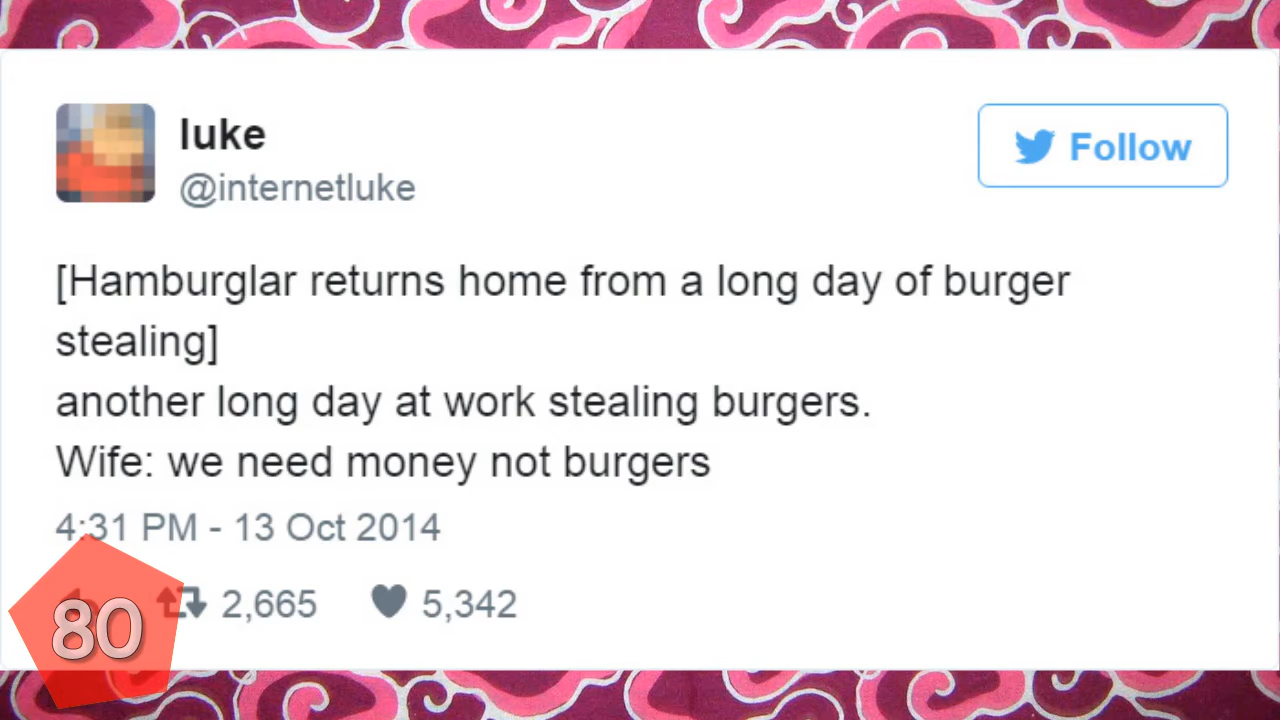 luke
@internetluke
Follow
[Hamburglar returns home from a long day of burger
stealing]
another long day at work stealing burgers.
Wife: we need money not burgers
4:31 PM - 13 Oct 2014
2,665 5,342
80